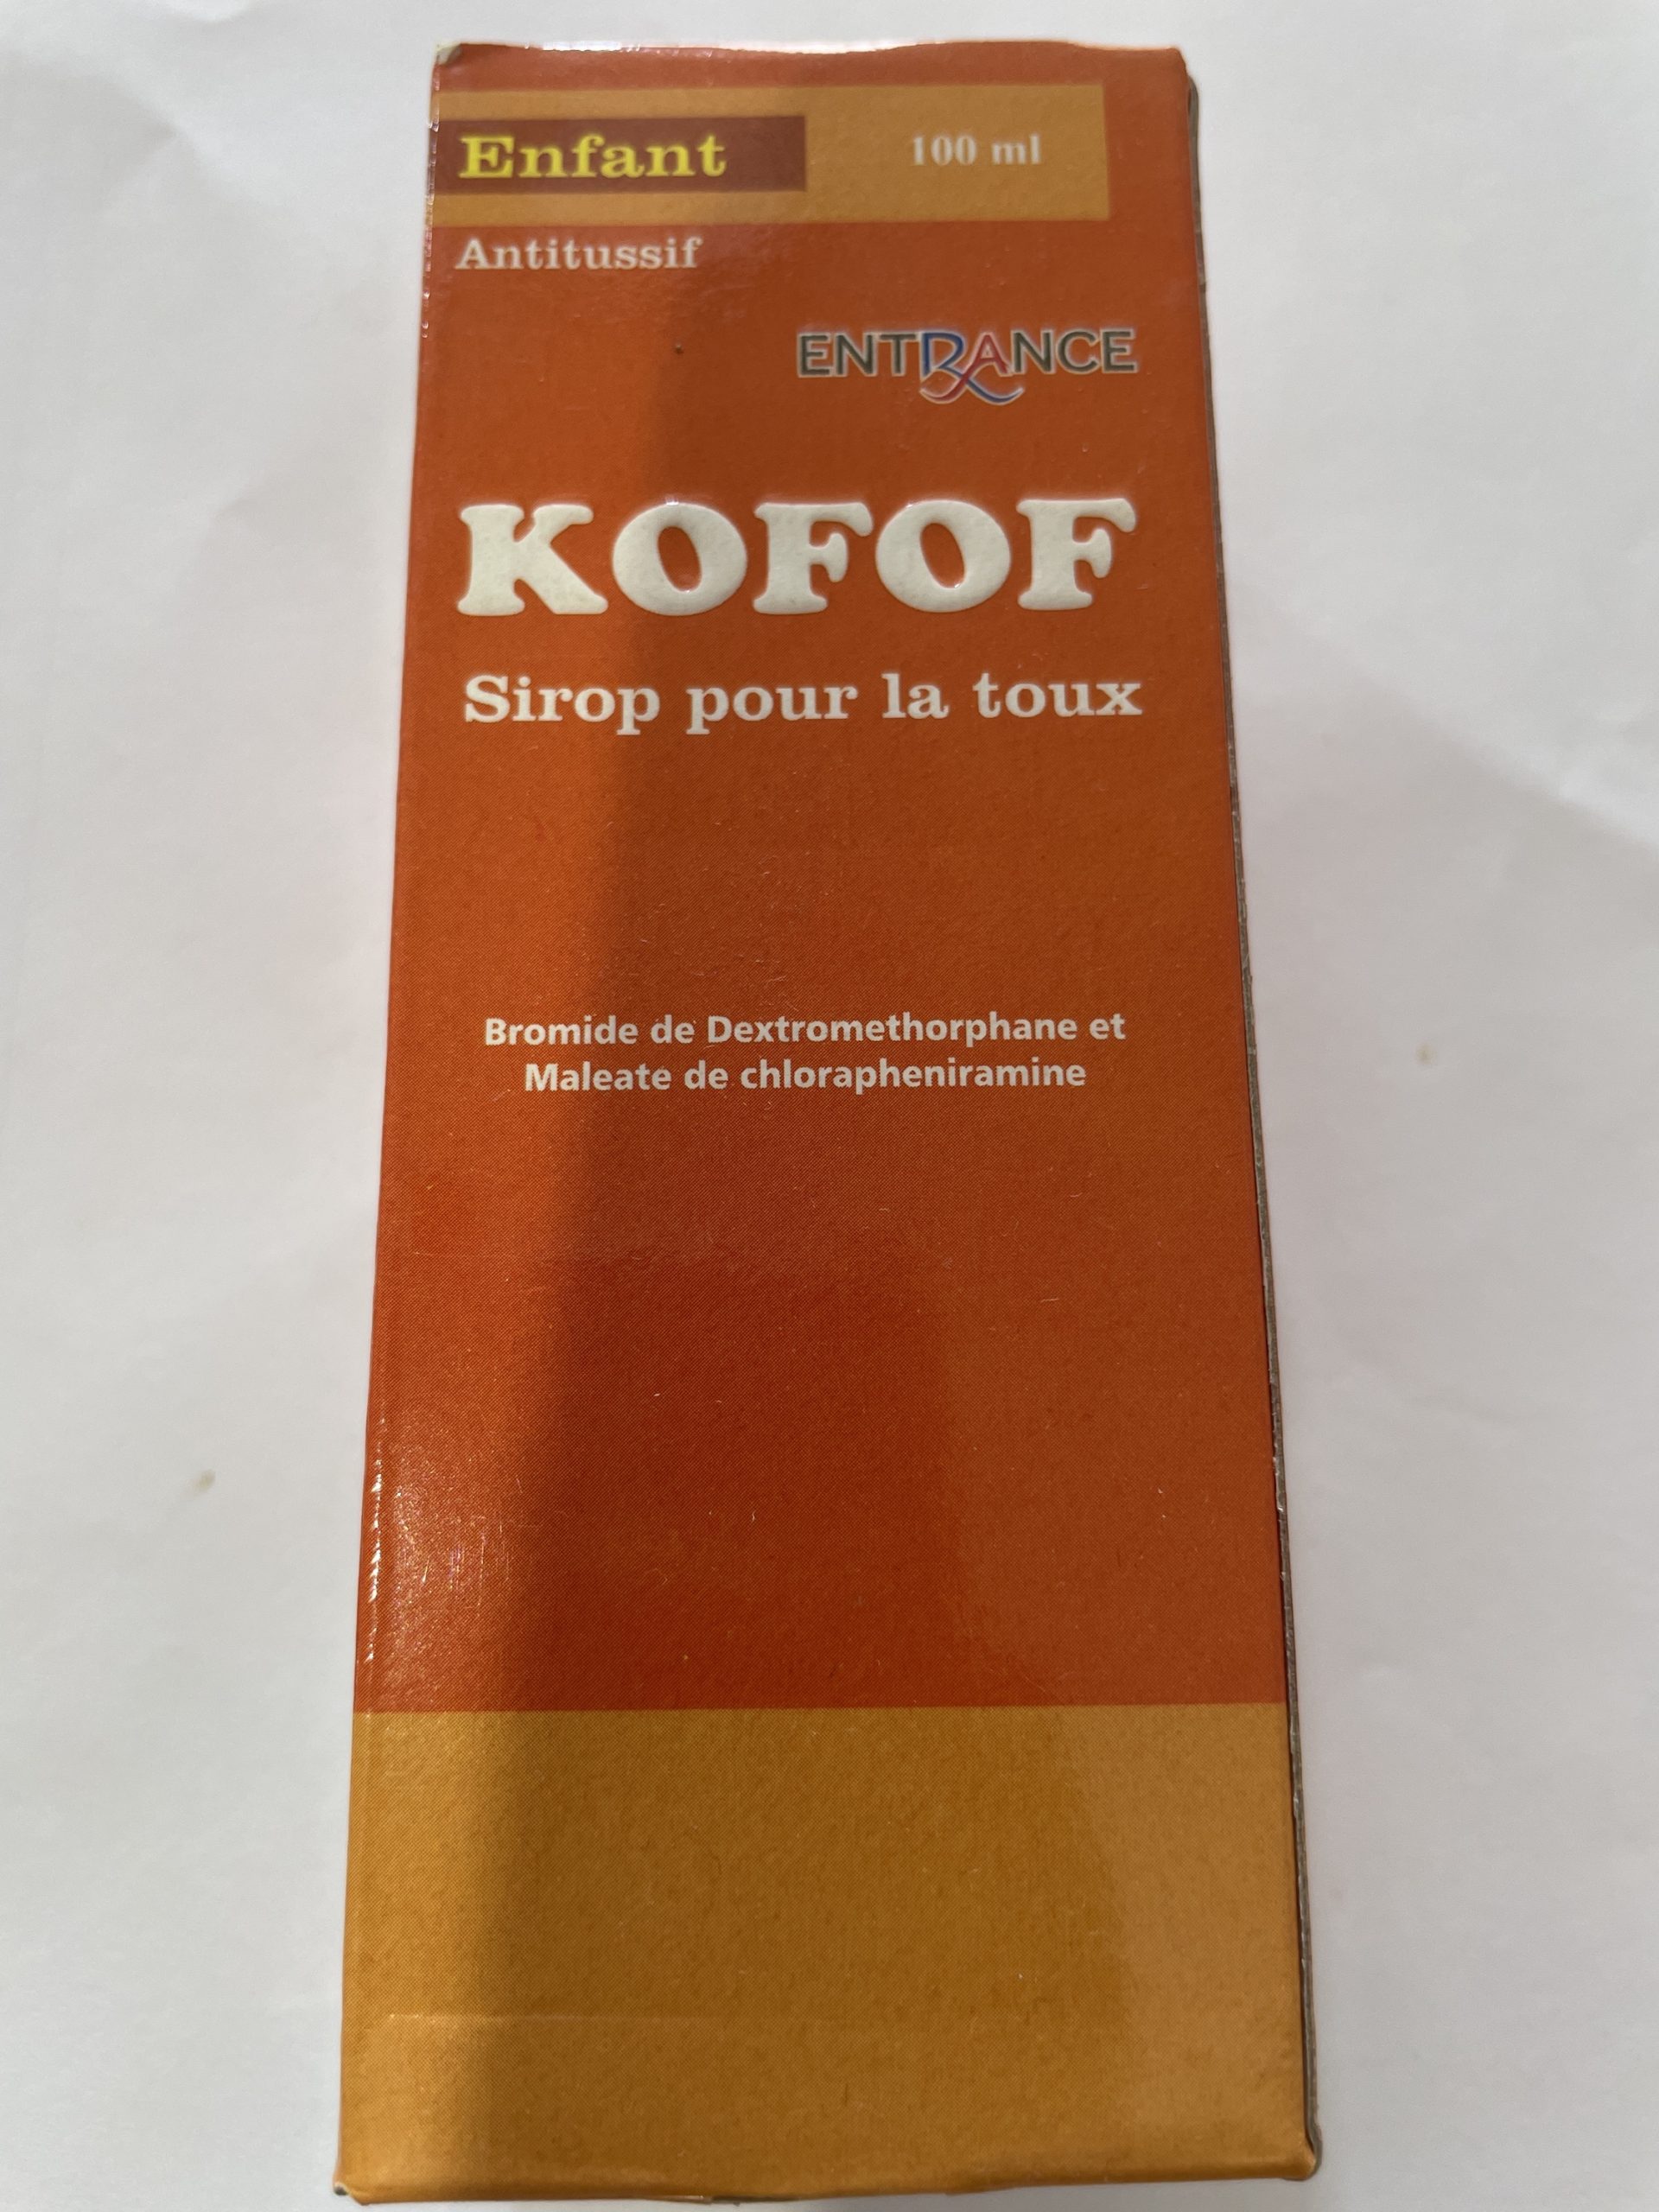 Enfant
100 ml
Antitussif
ENTRANCE
KOFOF
Sirop pour la toux
Bromide de Dextromethorphane et
Maleate de chlorapheniramine